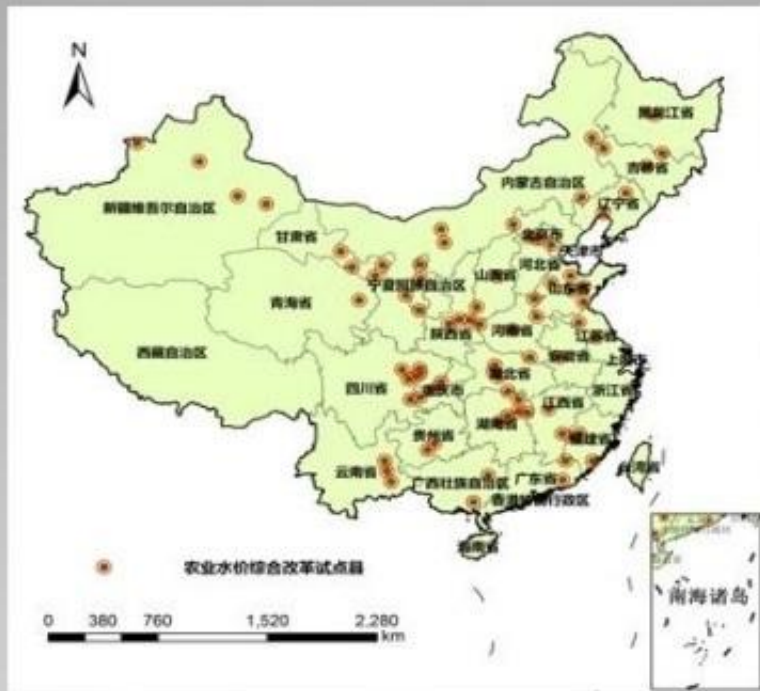 N
黑龙江省
吉林省
内蒙古自治区
辽宁省
新疆维吾尔自治区
北京市
甘肃省
天津市
河北省
宁夏回族自治区
山西省
山东省
青海省
陕西省
河南省
江苏省
西藏自治区
安徽省
上海市
湖北省
四川省
重庆市
浙江省
江西省
湖南省
贵州省
福建省
云南省
台湾省
广西壮族自治区
广东省
香港特别行政区
海南省
农业水价综合改革试点县
南海诸岛
0 380 760 1,520 2,280
km